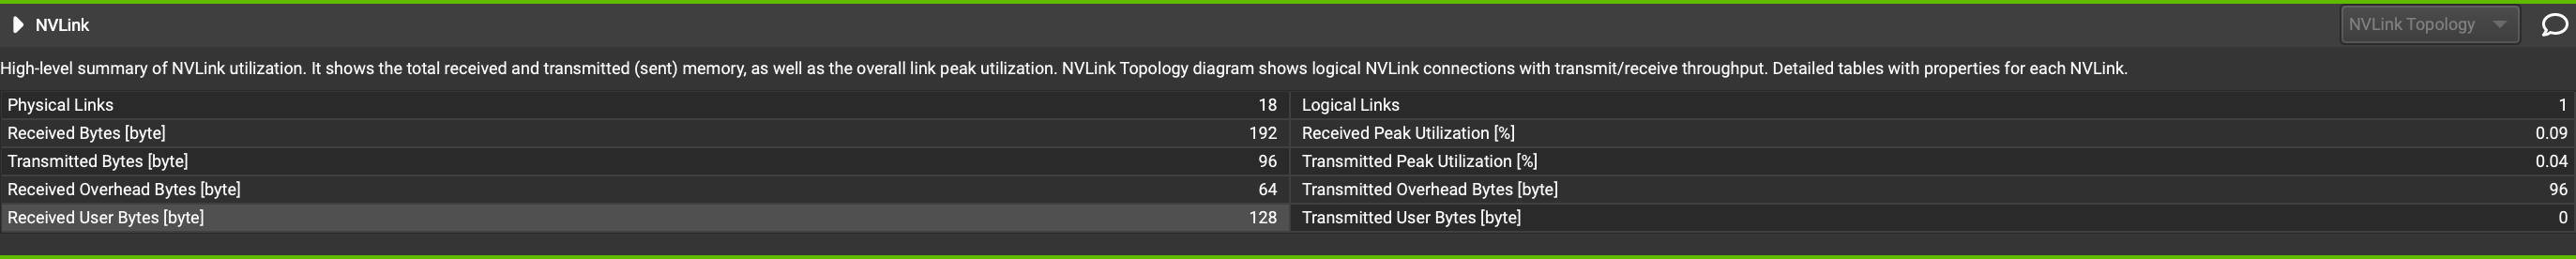 NVLink
NVLink Topology
High-level summary of NVLink utilization. It shows the total received and transmitted (sent) memory, as well as the overall link peak utilization. NVLink Topology diagram shows logical NVLink connections with transmit/receive throughput. Detailed tables with properties for each NVLink.
Physical Links 18 Logical Links 1
Received Bytes [byte] 192 Received Peak Utilization [%] 0.09
Transmitted Bytes [byte] 96 Transmitted Peak Utilization [%] 0.04
Received Overhead Bytes [byte] 64 Transmitted Overhead Bytes [byte] 96
Received User Bytes [byte] 128 Transmitted User Bytes [byte] 0